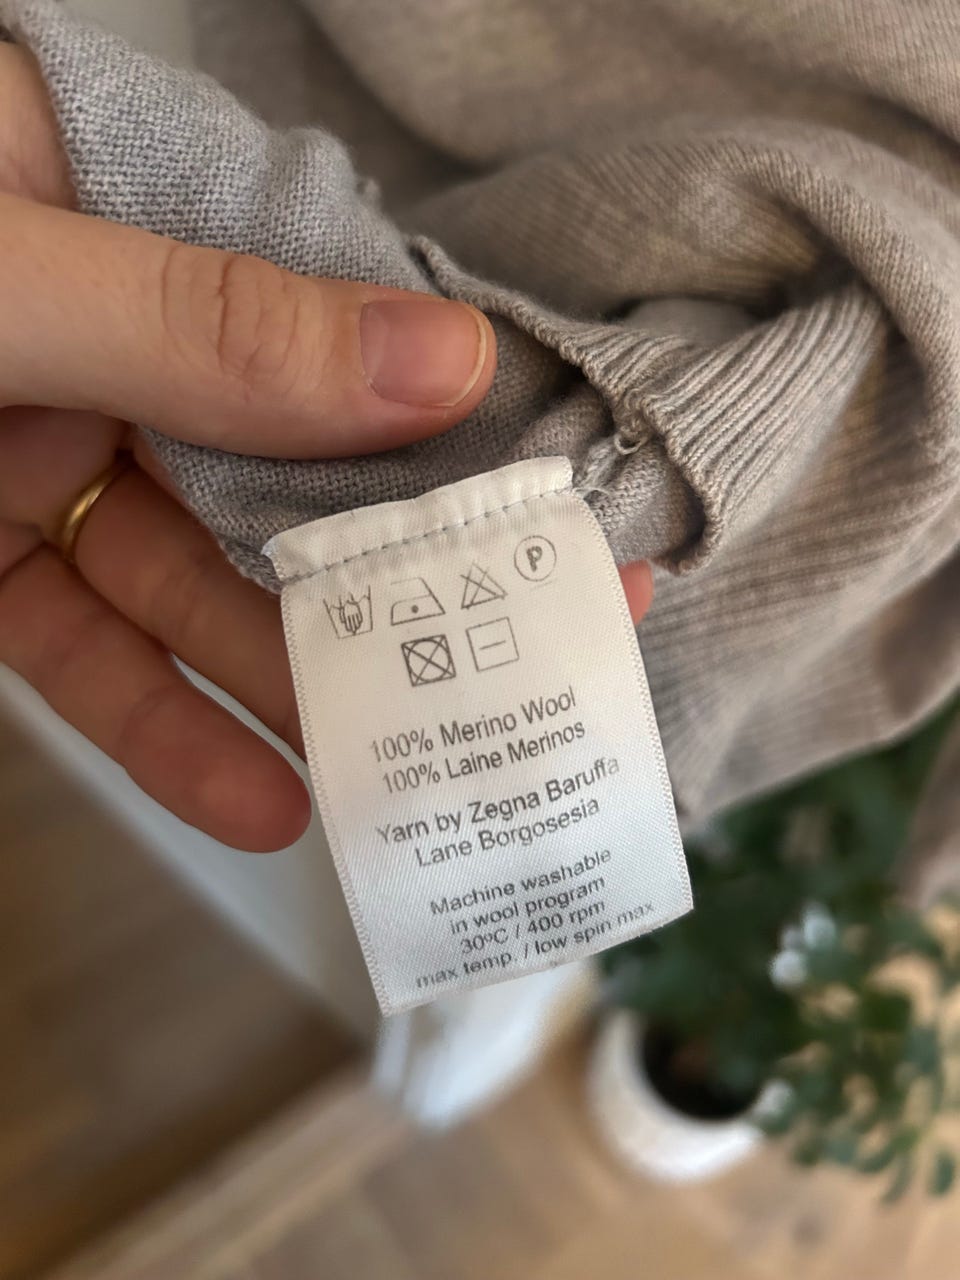 P
100% Merino Wool
100% Laine Merinos
Yarn by Zegna Baruffa
Lane Borgosesia
Machine washable
in wool program
30ºC / 400 rpm
max temp. / low spin max